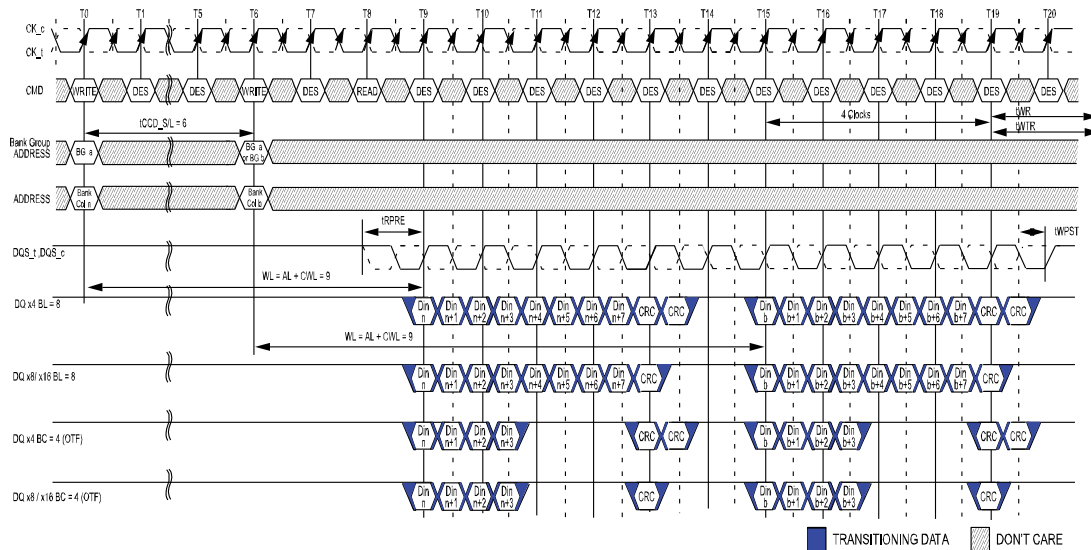 T0 T1 T5 T6 T7 T8 T9 T10 T11 T12 T13 T14 T15 T16 T17 T18 T19 T20
CK_c
CK_t
CMD WRITE DES DES WRITE DES READ DES DES DES DES DES DES DES DES DES DES DES DES
tCCD_S/L = 6
4 Clocks
tWR
tWTR
Bank Group
ADDRESS
BG a
BG a
or BG b
ADDRESS
Bank
Col n
Bank
Col b
tRPRE
tWPST
DQS_t ,DQS_c
WL = AL + CWL = 9
DQ x4 BL = 8
Din n Din n+1 Din n+2 Din n+3 Din n+4 Din n+5 Din n+6 Din n+7 CRC CRC Din b Din b+1 Din b+2 Din b+3 Din b+4 Din b+5 Din b+6 Din b+7 CRC CRC
WL = AL + CWL = 9
DQ x8/ x16 BL = 8
Din n Din n+1 Din n+2 Din n+3 Din n+4 Din n+5 Din n+6 Din n+7 CRC Din b Din b+1 Din b+2 Din b+3 Din b+4 Din b+5 Din b+6 Din b+7 CRC
DQ x4 BC = 4 (OTF)
Din n Din n+1 Din n+2 Din n+3 CRC CRC Din b Din b+1 Din b+2 Din b+3 CRC CRC
DQ x8 / x16 BC = 4 (OTF)
Din n Din n+1 Din n+2 Din n+3 CRC Din b Din b+1 Din b+2 Din b+3 CRC
TRANSITIONING DATA
DON'T CARE